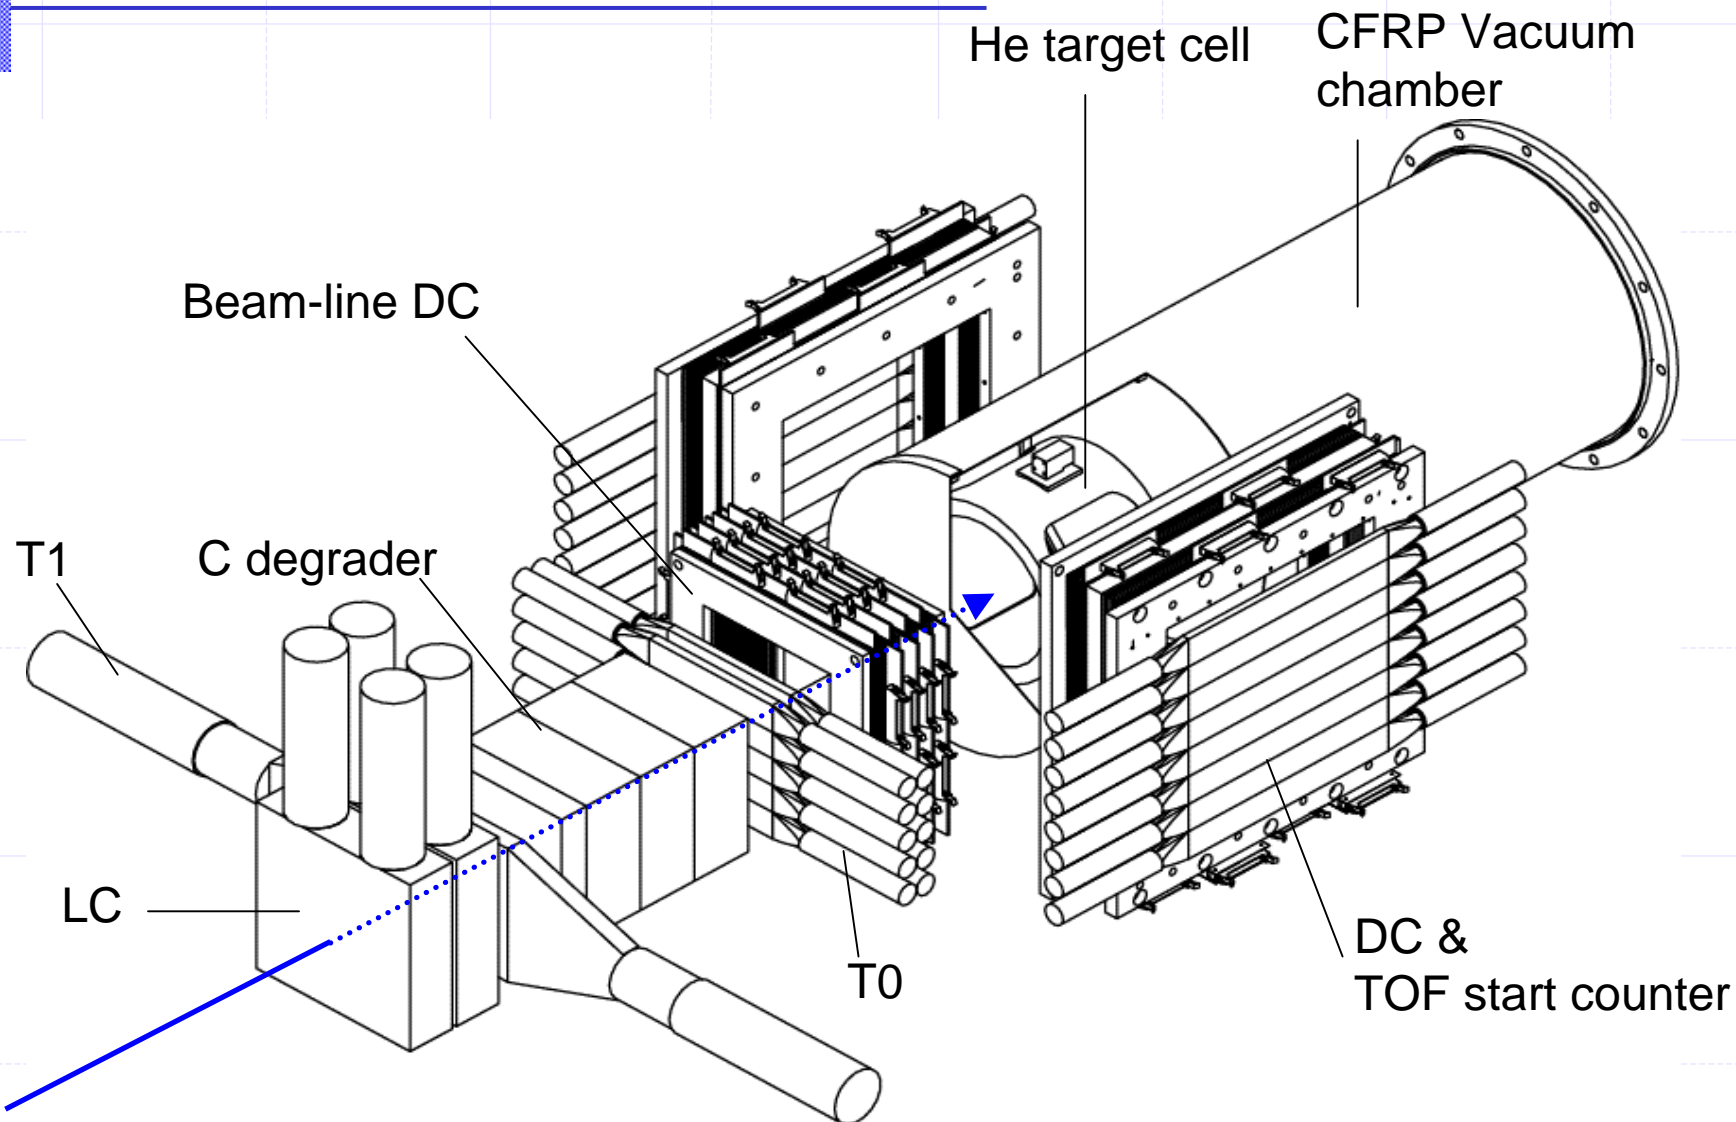 He target cell
CFRP Vacuum
chamber
Beam-line DC
T1
C degrader
LC
T0
DC &
TOF start counter